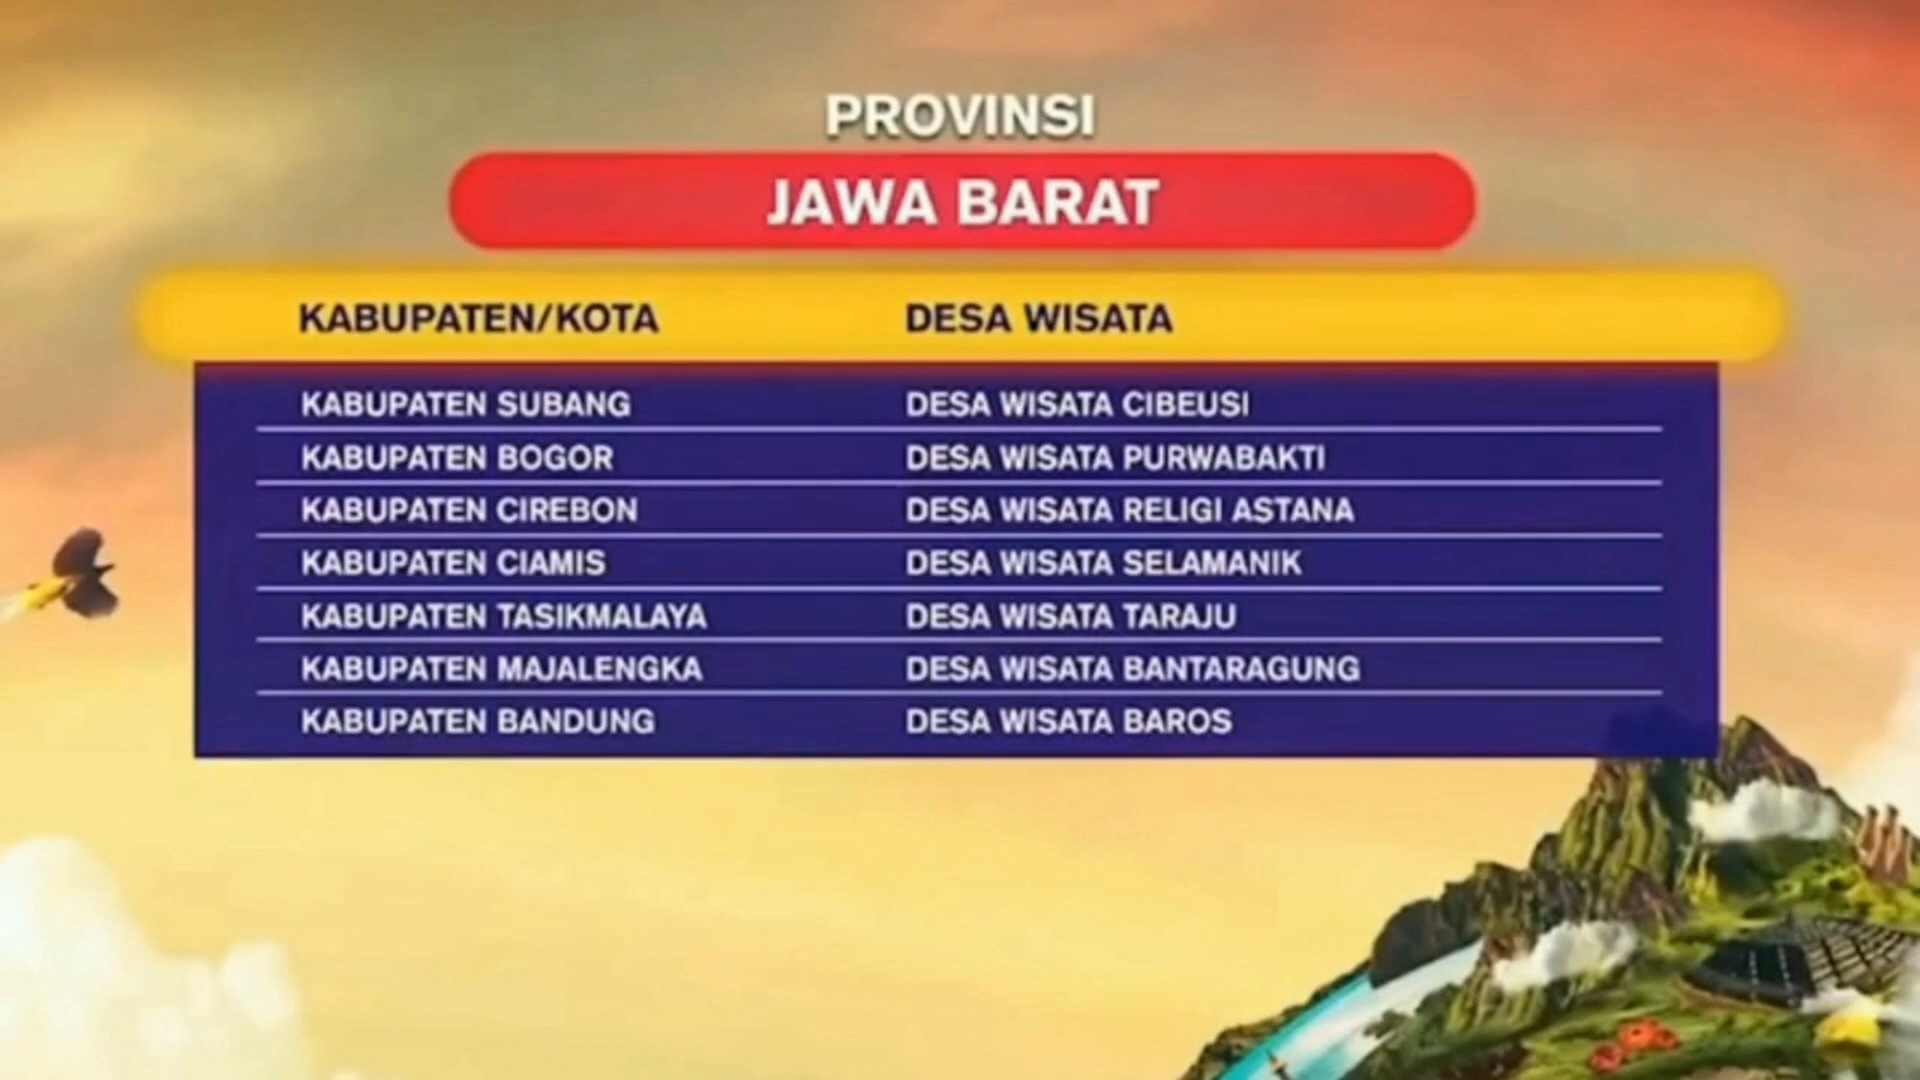 PROVINSI
JAWA BARAT
KABUPATEN/KOTA DESA WISATA
KABUPATEN SUBANG DESA WISATA CIBEUSI
KABUPATEN BOGOR DESA WISATA PURWABAKTI
KABUPATEN CIREBON DESA WISATA RELIGI ASTANA
KABUPATEN CIAMIS DESA WISATA SELAMANIK
KABUPATEN TASIKMALAYA DESA WISATA TARAJU
KABUPATEN MAJALENGKA DESA WISATA BANTARAGUNG
KABUPATEN BANDUNG DESA WISATA BAROS